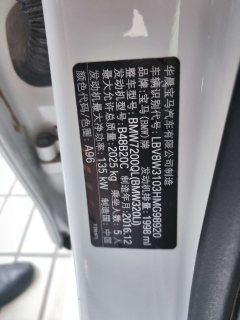 华晨宝马汽车有限公司制造
车辆识别代号:LBV8W3103HMG98920
品牌:宝马(BMW)牌 发动机排量:1998 ml
整车型号:BMW7200QL(BMW320Li)
发动机型号:B48B20C 制造年月:2016.12
最大允许总质量:2025 kg 乘坐人数:5人
发动机最大净功率:135 kW 制造国:中国
颜色代码/色卡:A96